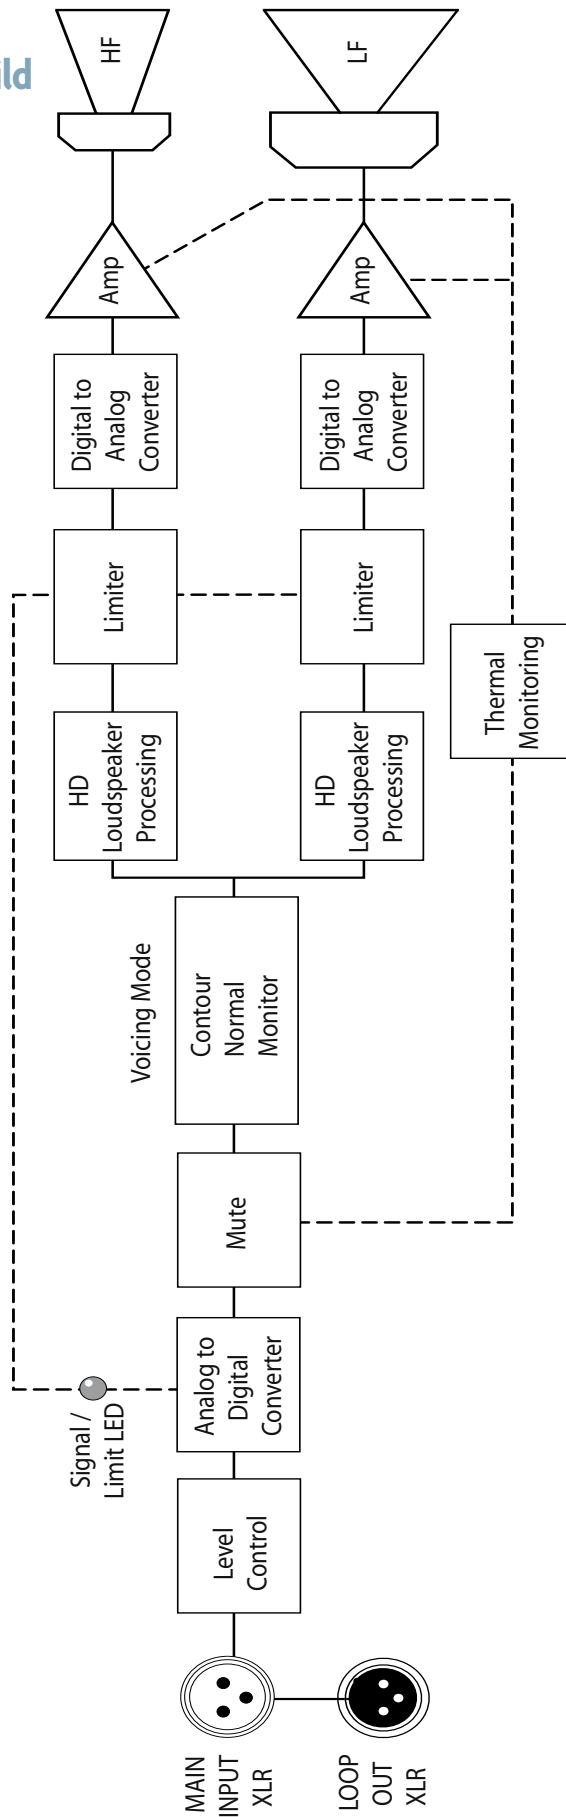 ild
HF
LF
Amp
Amp
Digital to
Analog
Converter
Digital to
Analog
Converter
Limiter
Limiter
HD
Loudspeaker
Processing
HD
Loudspeaker
Processing
Thermal
Monitoring
Voicing Mode
Contour
Normal
Monitor
Mute
Analog to
Digital
Converter
Signal /
Limit LED
Level
Control
MAIN
INPUT
XLR
LOOP
OUT
XLR